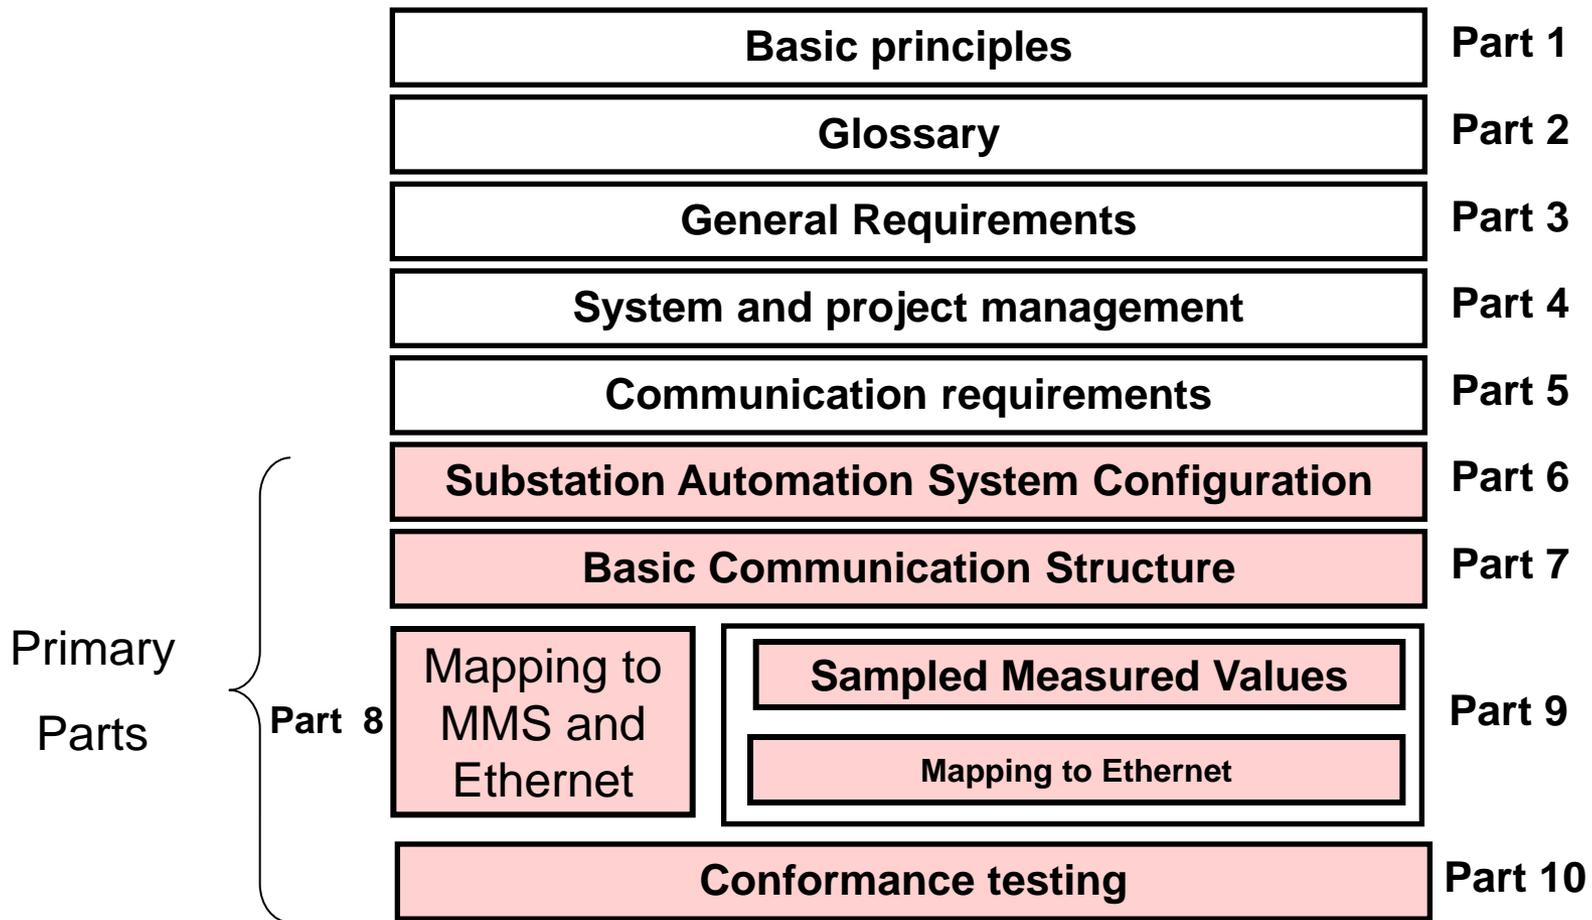 Basic principles Part 1
Glossary Part 2
General Requirements Part 3
System and project management Part 4
Communication requirements Part 5
Substation Automation System Configuration Part 6
Basic Communication Structure Part 7
Primary
Parts
Part 8
Mapping to
MMS and
Ethernet
Sampled Measured Values
Mapping to Ethernet
Part 9
Conformance testing Part 10